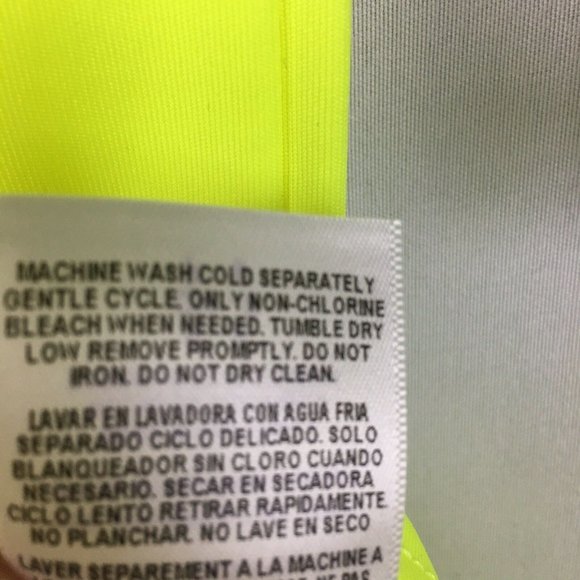 MACHINE WASH COLD SEPARATELY
GENTLE CYCLE. ONLY NON-CHLORINE
BLEACH WHEN NEEDED. TUMBLE DRY
LOW REMOVE PROMPTLY. DO NOT
IRON. DO NOT DRY CLEAN.
LAVAR EN LAVADORA CON AGUA FRIA
SEPARADO CICLO DELICADO. SOLO
BLANQUEADOR SIN CLORO CUANDO
NECESARIO. SECAR EN SECADORA
CICLO LENTO RETIRAR RAPIDAMENTE.
NO PLANCHAR. NO LAVE EN SECO
LAVER SEPAREMENT A LA MACHINE A